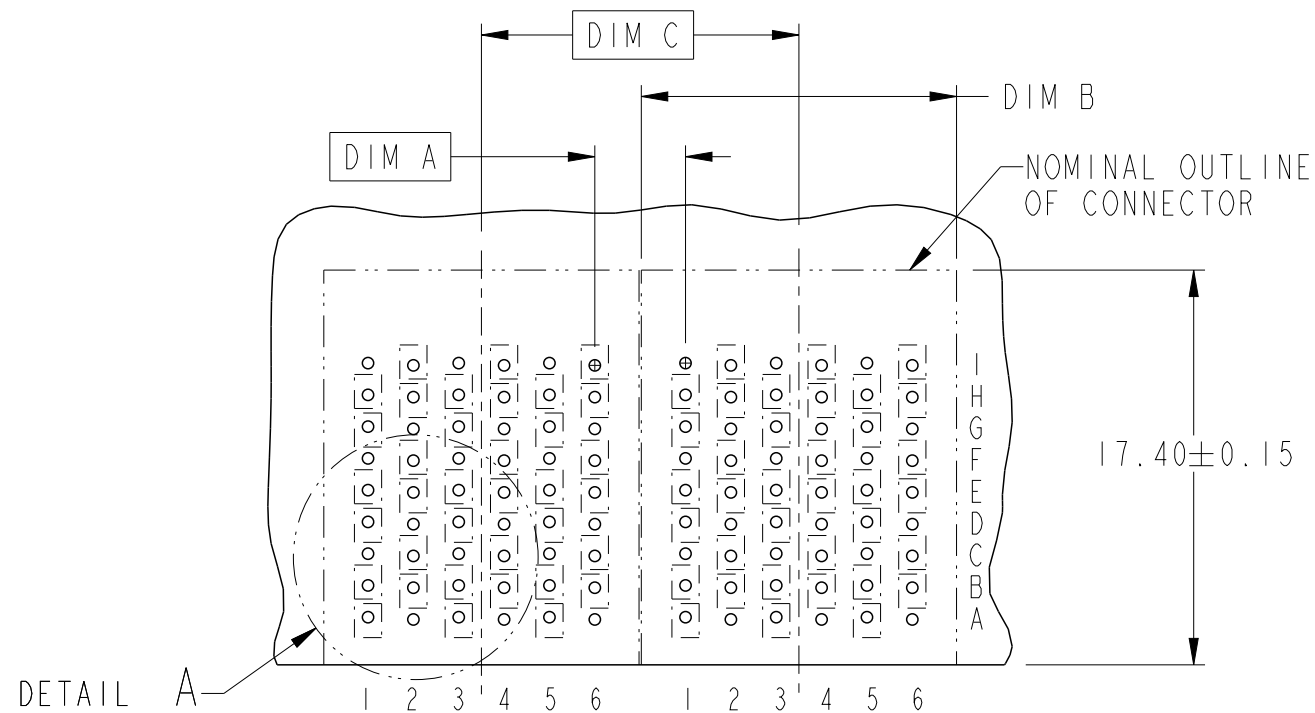 DIM C
DIM B
DIM A
NOMINAL OUTLINE
OF CONNECTOR
I
H
G
F
E
D
C
B
A
17.40±0.15
DETAIL A
1 2 3 4 5 6 1 2 3 4 5 6